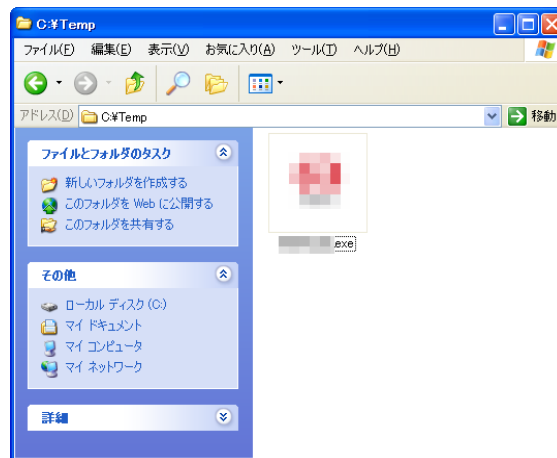 C:¥Temp
ファイル(F) 編集(E) 表示(V) お気に入り(A) ツール(T) ヘルプ(H)
アドレス(D) C:¥Temp 移動
ファイルとフォルダのタスク
新しいフォルダを作成する
このフォルダを Web に公開する
このフォルダを共有する
その他
ローカル ディスク (C:)
マイ ドキュメント
マイ コンピュータ
マイ ネットワーク
詳細
.exe